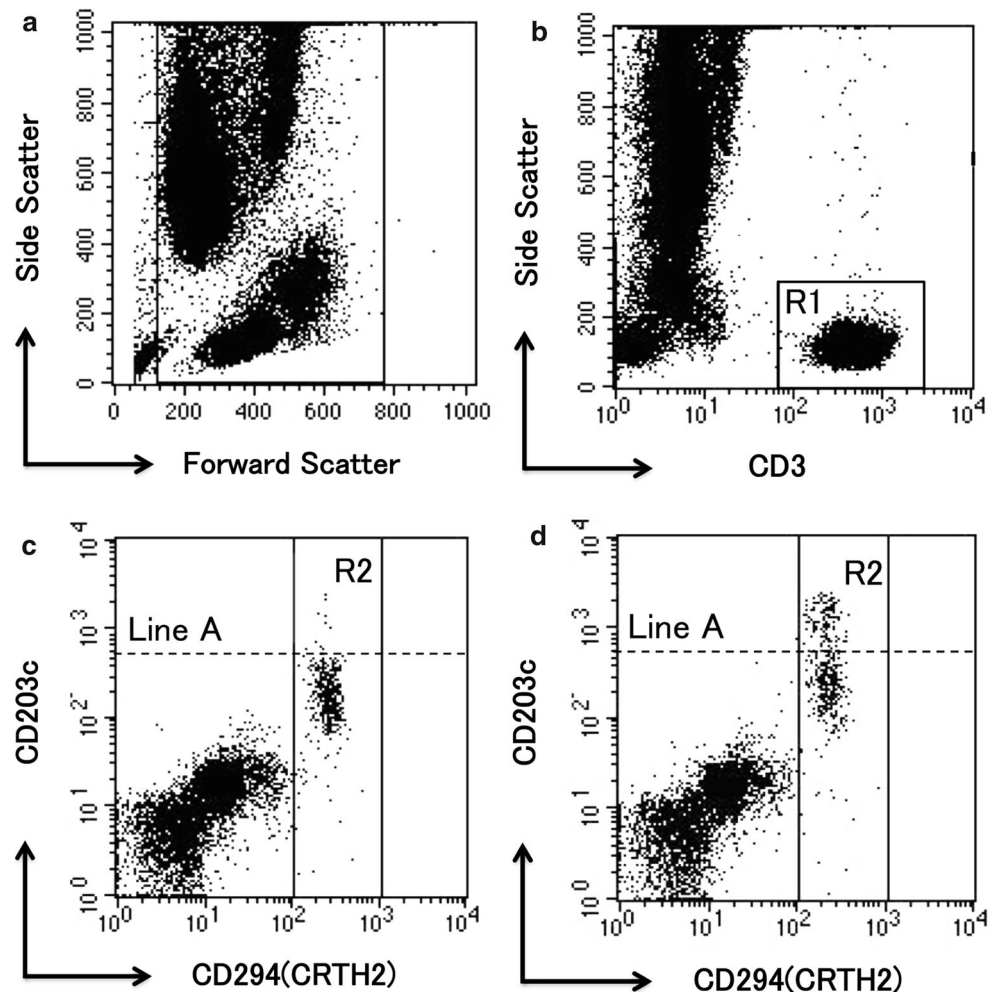 a
1000
800
600
400
200
0
Side Scatter
0 200 400 600 800 1000
Forward Scatter
b
1000
800
600
400
200
0
Side Scatter
R1
10^0 10^1 10^2 10^3 10^4
CD3
c
10^4
10^3
10^2
10^1
10^0
CD203c
R2
Line A
10^0 10^1 10^2 10^3 10^4
CD294(CRTH2)
d
10^4
10^3
10^2
10^1
10^0
CD203c
R2
Line A
10^0 10^1 10^2 10^3 10^4
CD294(CRTH2)